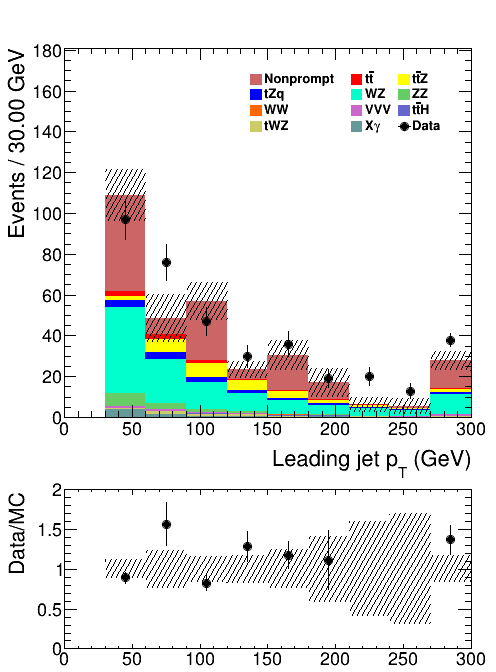 Events / 30.00 GeV
180
160
140
120
100
80
60
40
20
0
Nonprompt tt̄ tt̄Z
tZq WZ ZZ
WW VVV tt̄H
tWZ Xγ Data
0 50 100 150 200 250 300
Leading jet p_T (GeV)
Data/MC
2
1.5
1
0.5
0
0 50 100 150 200 250 300